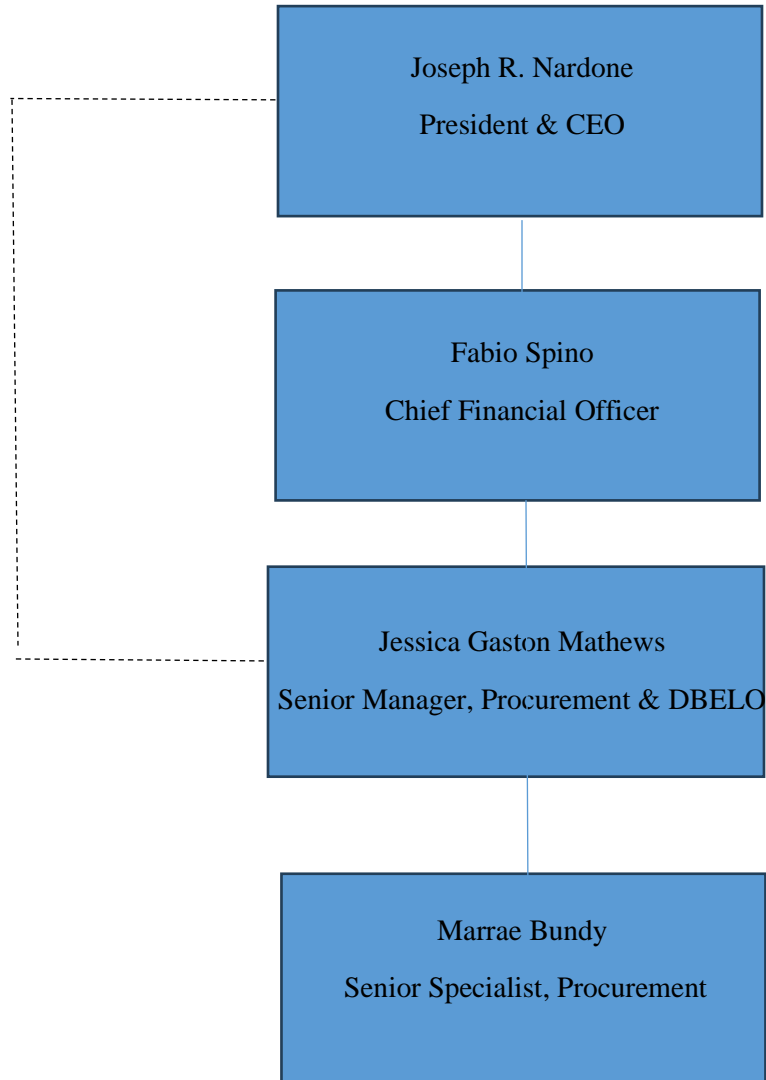 Joseph R. Nardone
President & CEO
Fabio Spino
Chief Financial Officer
Jessica Gaston Mathews
Senior Manager, Procurement & DBELO
Marrae Bundy
Senior Specialist, Procurement